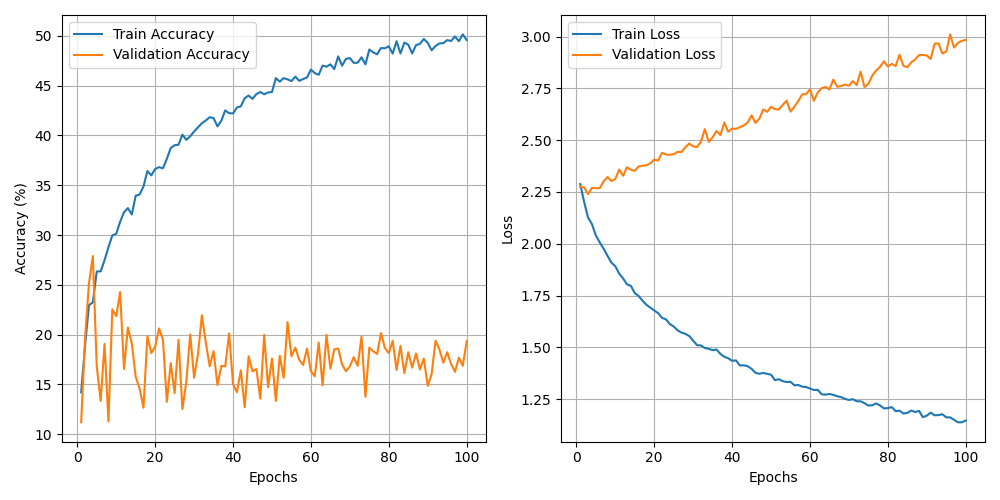 Train Accuracy
Validation Accuracy
Accuracy (%)
50
45
40
35
30
25
20
15
10
0 20 40 60 80 100
Epochs
Train Loss
Validation Loss
Loss
3.00
2.75
2.50
2.25
2.00
1.75
1.50
1.25
0 20 40 60 80 100
Epochs